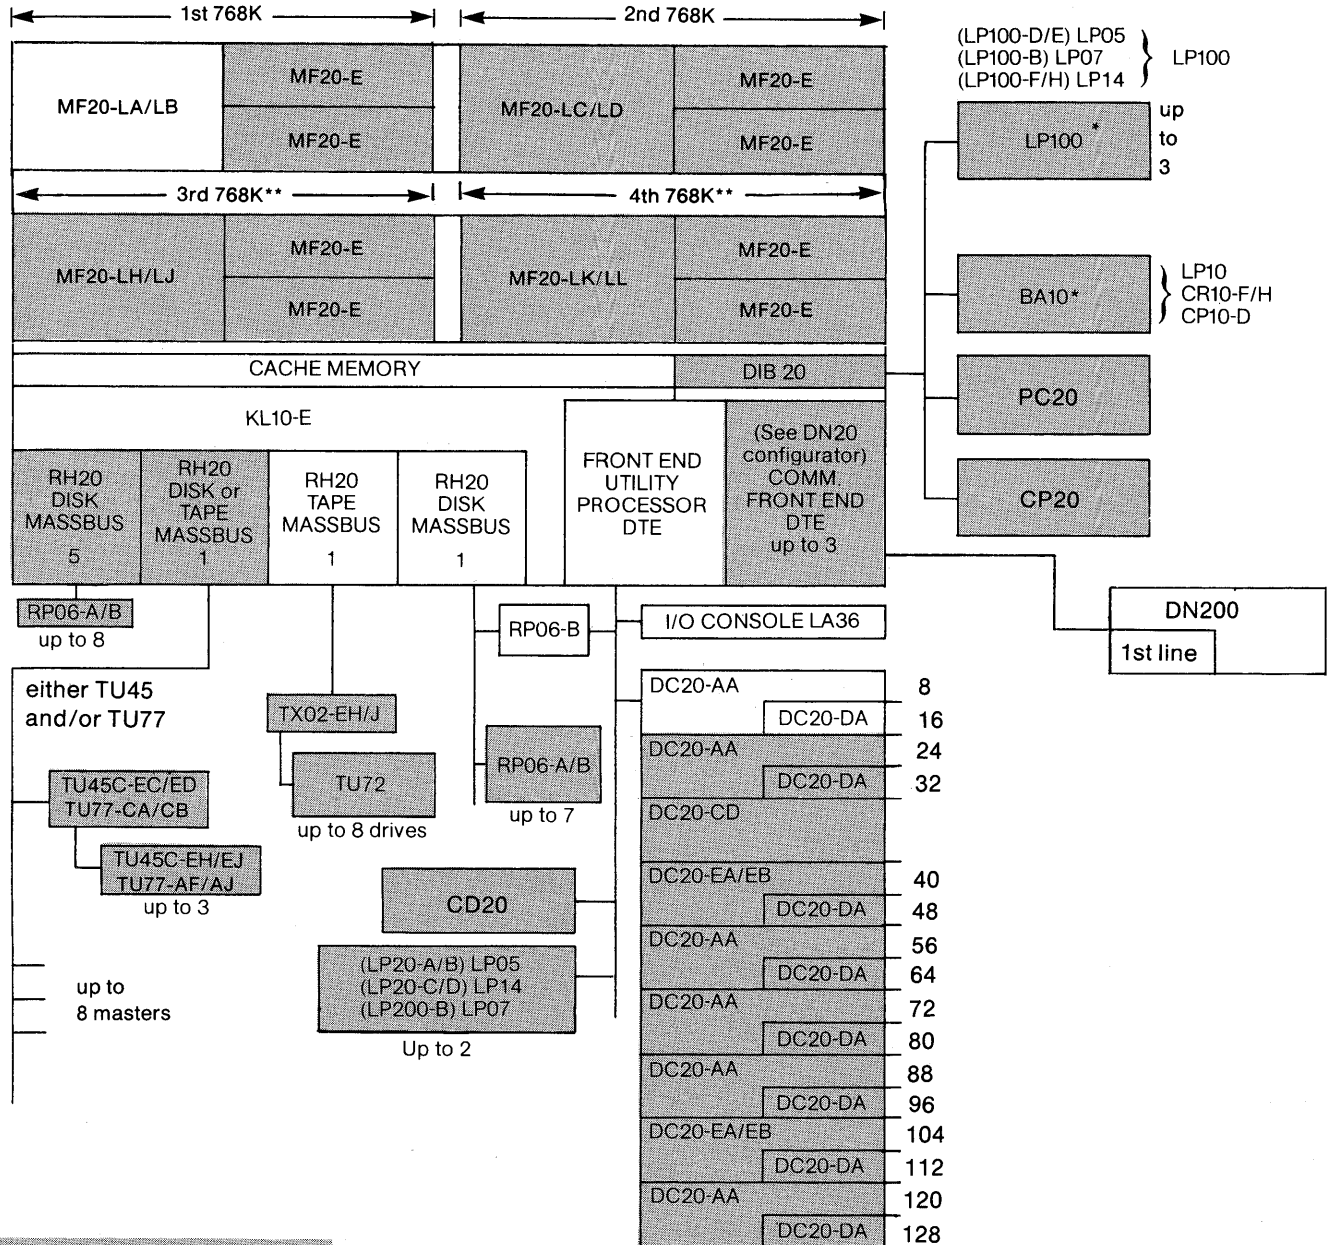 1st 768K
2nd 768K
MF20-LA/LB
MF20-E
MF20-E
MF20-LC/LD
MF20-E
MF20-E
3rd 768K**
4th 768K**
MF20-LH/LJ
MF20-E
MF20-E
MF20-LK/LL
MF20-E
MF20-E
(LP100-D/E) LP05
(LP100-B) LP07
(LP100-F/H) LP14
LP100
LP100 *
up
to
3
BA10*
LP10
CR10-F/H
CP10-D
PC20
CP20
CACHE MEMORY
DIB 20
KL10-E
RH20
DISK
MASSBUS
5
RH20
DISK or
TAPE
MASSBUS
1
RH20
TAPE
MASSBUS
1
RH20
DISK
MASSBUS
1
FRONT END
UTILITY
PROCESSOR
DTE
(See DN20
configurator)
COMM.
FRONT END
DTE
up to 3
DN200
1st line
RP06-A/B
up to 8
RP06-B
I/O CONSOLE LA36
either TU45
and/or TU77
TX02-EH/J
TU72
up to 8 drives
RP06-A/B
up to 7
TU45C-EC/ED
TU77-CA/CB
TU45C-EH/EJ
TU77-AF/AJ
up to 3
up to
8 masters
CD20
(LP20-A/B) LP05
(LP20-C/D) LP14
(LP200-B) LP07
Up to 2
DC20-AA 8
DC20-DA 16
DC20-AA 24
DC20-DA 32
DC20-CD
DC20-EA/EB 40
DC20-DA 48
DC20-AA 56
DC20-DA 64
DC20-AA 72
DC20-DA 80
DC20-AA 88
DC20-DA 96
DC20-EA/EB 104
DC20-DA 112
DC20-AA 120
DC20-DA 128